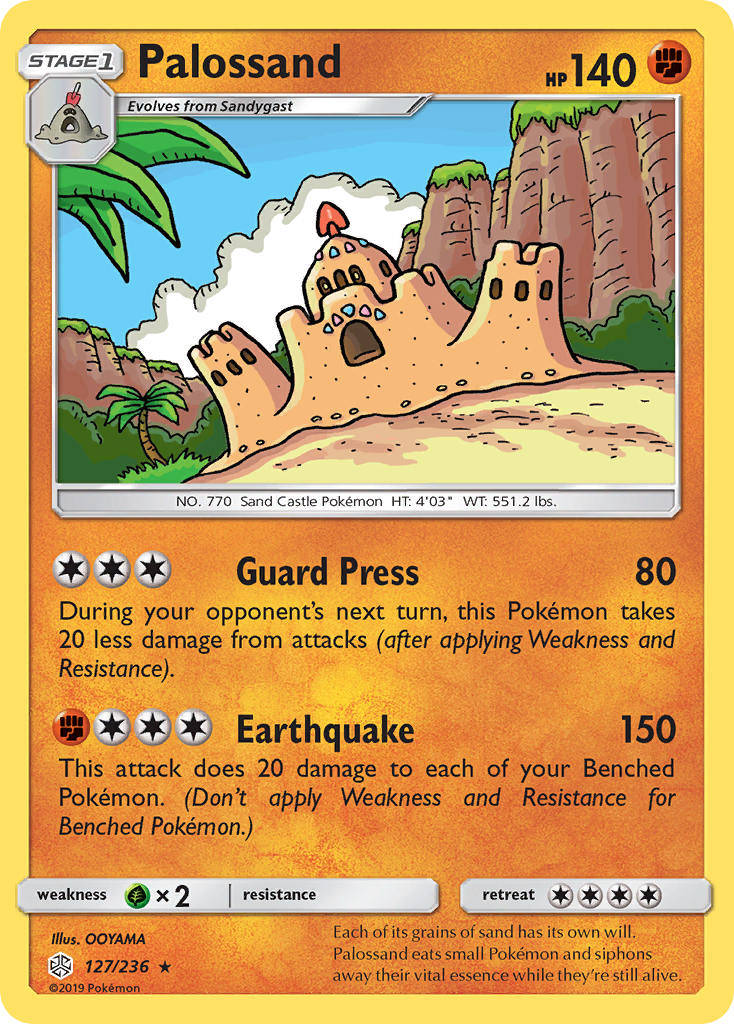 STAGE1 Palossand HP 140
Evolves from Sandygast
NO. 770 Sand Castle Pokémon HT: 4'03" WT: 551.2 lbs.
Guard Press 80
During your opponent's next turn, this Pokémon takes
20 less damage from attacks (after applying Weakness and
Resistance).
Earthquake 150
This attack does 20 damage to each of your Benched
Pokémon. (Don't apply Weakness and Resistance for
Benched Pokémon.)
weakness × 2 resistance retreat
Illus. OOYAMA
127/236 ★
©2019 Pokémon
Each of its grains of sand has its own will.
Palossand eats small Pokémon and siphons
away their vital essence while they're still alive.